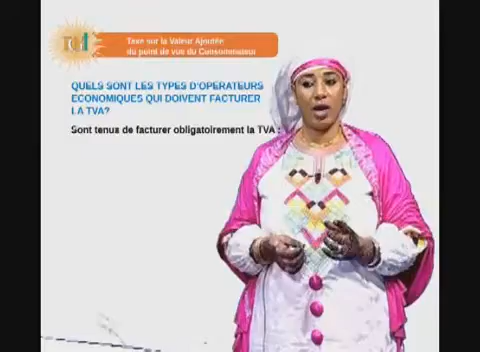 TGI
Taxe sur la Valeur Ajoutée
du point de vue du Consommateur
QUELS SONT LES TYPES D'OPERATEURS
ECONOMIQUES QUI DOIVENT FACTURER
LA TVA?
Sont tenus de facturer obligatoirement la TVA :